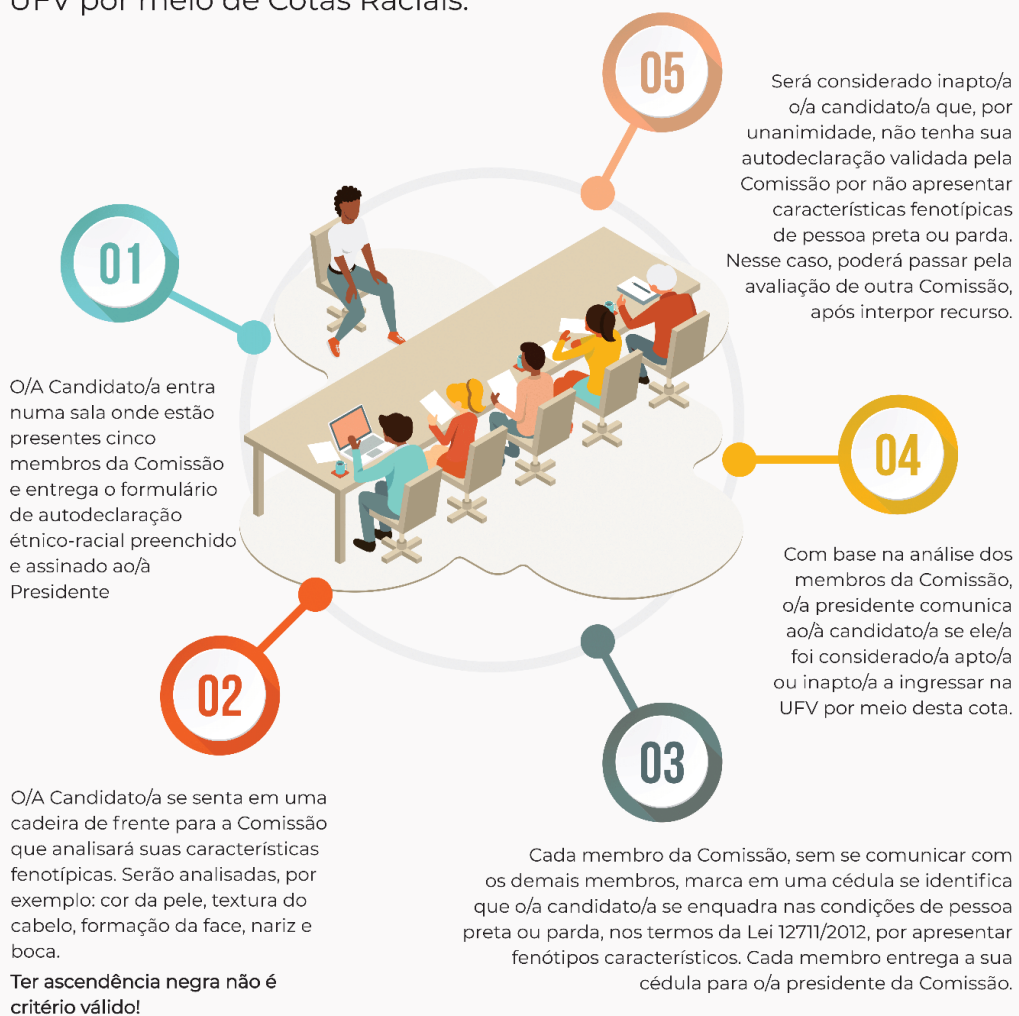 UFV por meio de Cotas Raciais.
01
O/A Candidato/a entra
numa sala onde estão
presentes cinco
membros da Comissão
e entrega o formulário
de autodeclaração
étnico-racial preenchido
e assinado ao/à
Presidente
02
O/A Candidato/a se senta em uma
cadeira de frente para a Comissão
que analisará suas características
fenotípicas. Serão analisadas, por
exemplo: cor da pele, textura do
cabelo, formação da face, nariz e
boca.
Ter ascendência negra não é
critério válido!
03
Cada membro da Comissão, sem se comunicar com
os demais membros, marca em uma cédula se identifica
que o/a candidato/a se enquadra nas condições de pessoa
preta ou parda, nos termos da Lei 12711/2012, por apresentar
fenótipos característicos. Cada membro entrega a sua
cédula para o/a presidente da Comissão.
04
Com base na análise dos
membros da Comissão,
o/a presidente comunica
ao/à candidato/a se ele/a
foi considerado/a apto/a
ou inapto/a a ingressar na
UFV por meio desta cota.
05
Será considerado inapto/a
o/a candidato/a que, por
unanimidade, não tenha sua
autodeclaração validada pela
Comissão por não apresentar
características fenotípicas
de pessoa preta ou parda.
Nesse caso, poderá passar pela
avaliação de outra Comissão,
após interpor recurso.